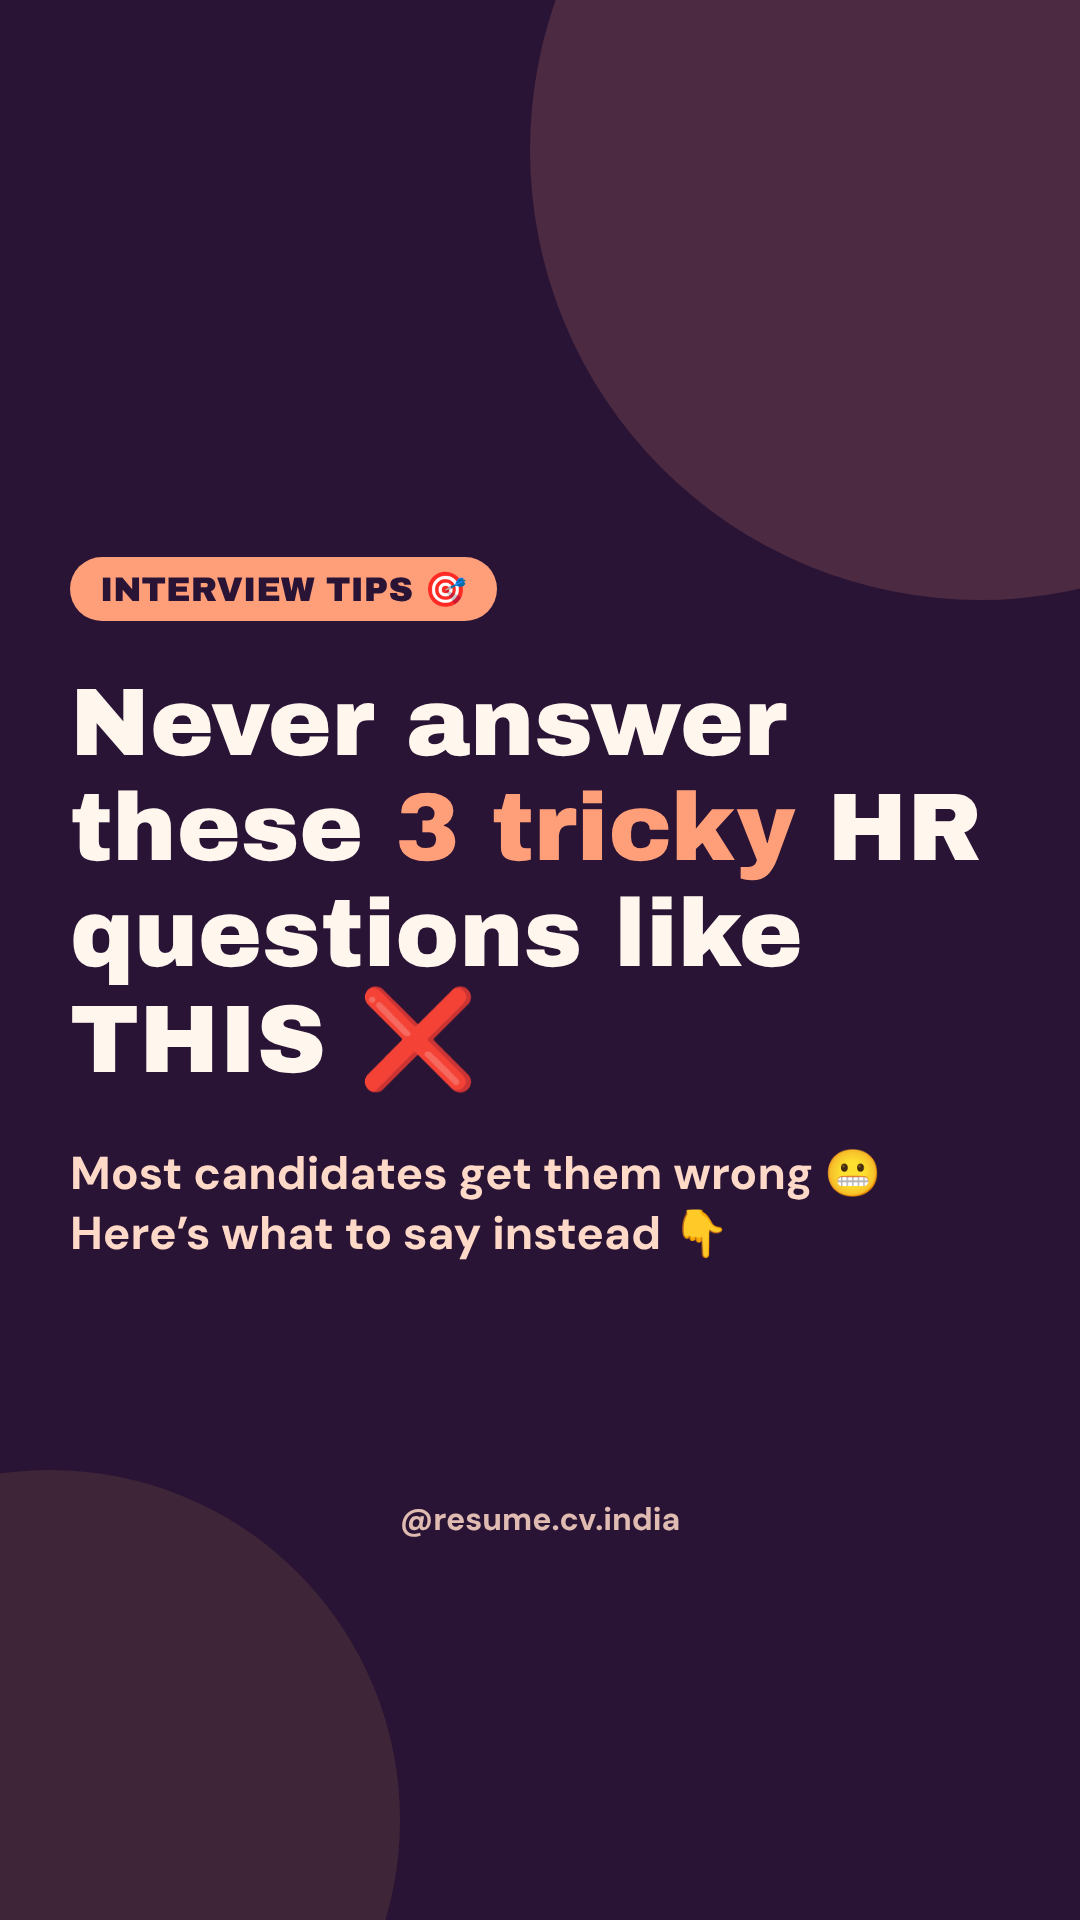 INTERVIEW TIPS 🎯
Never answer
these 3 tricky HR
questions like
THIS ❌
Most candidates get them wrong 😬
Here’s what to say instead 👇
@resume.cv.india